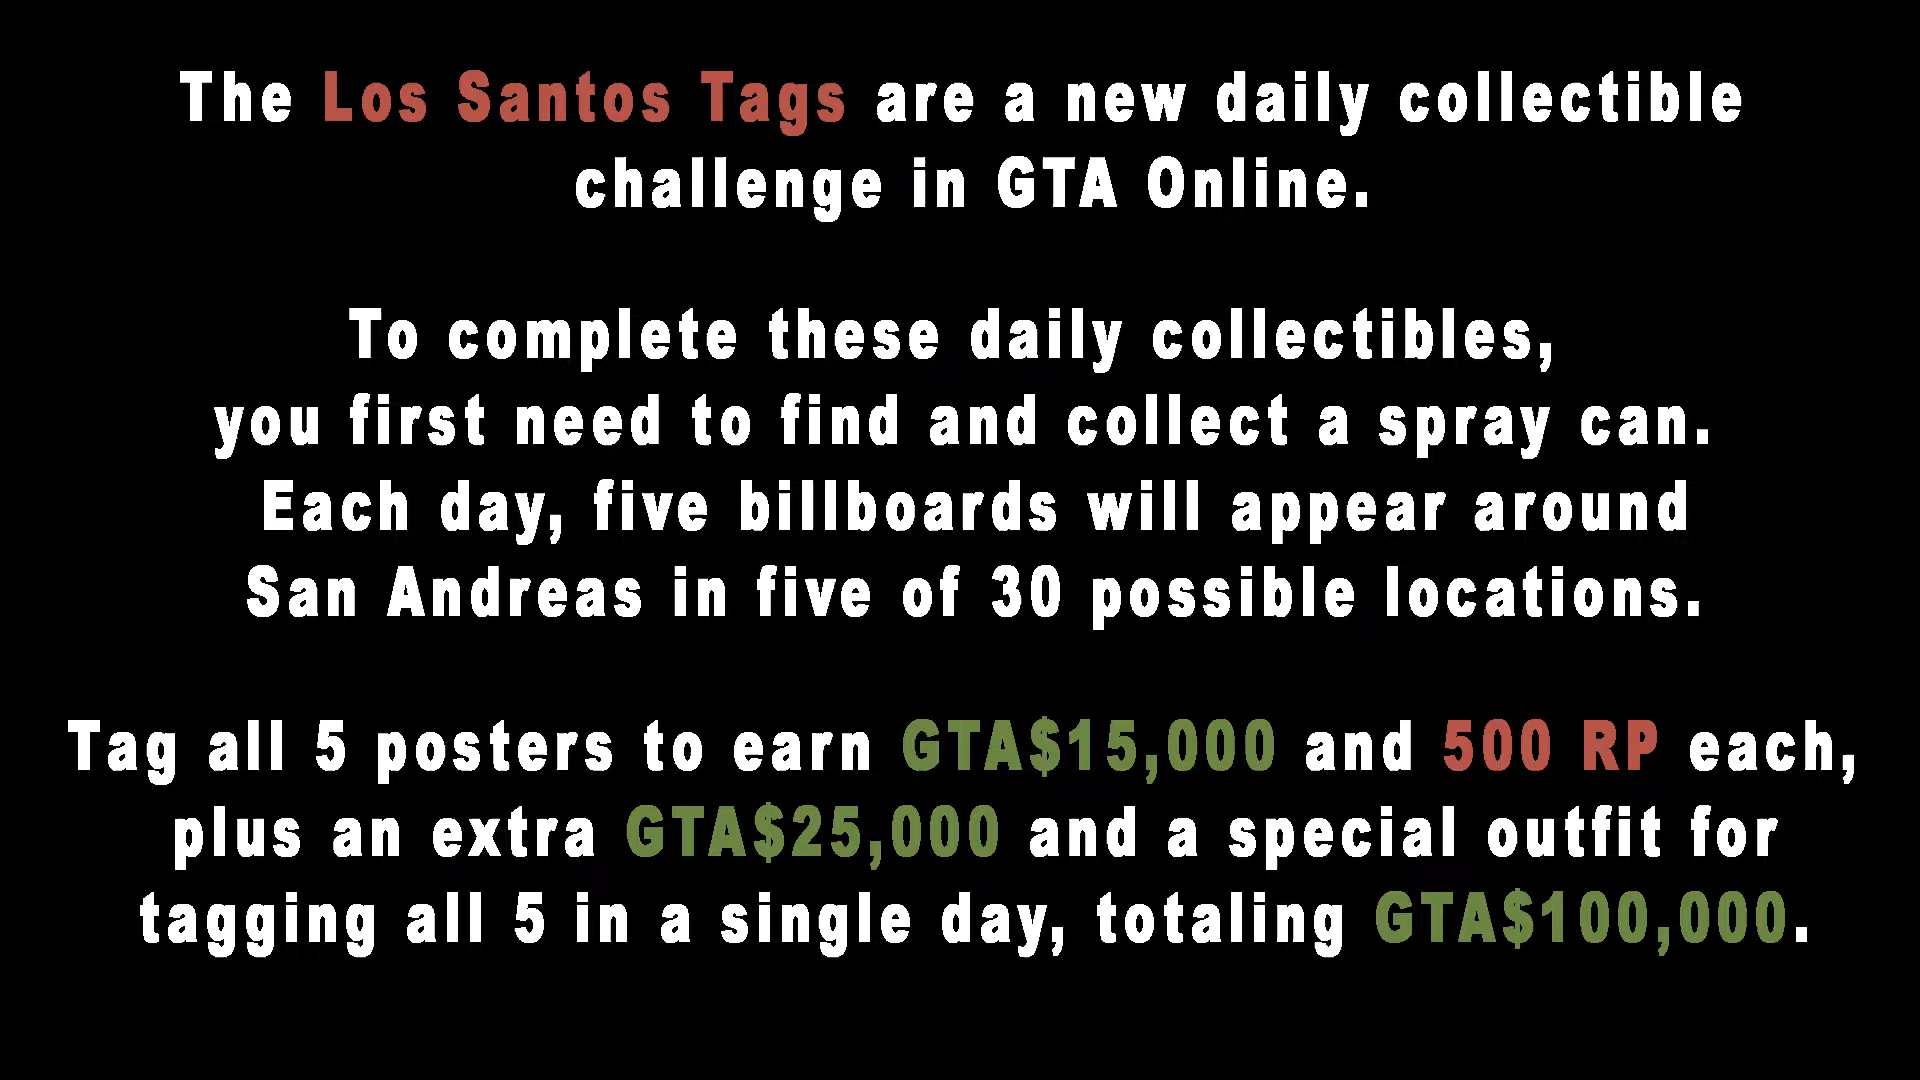 The Los Santos Tags are a new daily collectible
challenge in GTA Online.
To complete these daily collectibles,
you first need to find and collect a spray can.
Each day, five billboards will appear around
San Andreas in five of 30 possible locations.
Tag all 5 posters to earn GTA$15,000 and 500 RP each,
plus an extra GTA$25,000 and a special outfit for
tagging all 5 in a single day, totaling GTA$100,000.